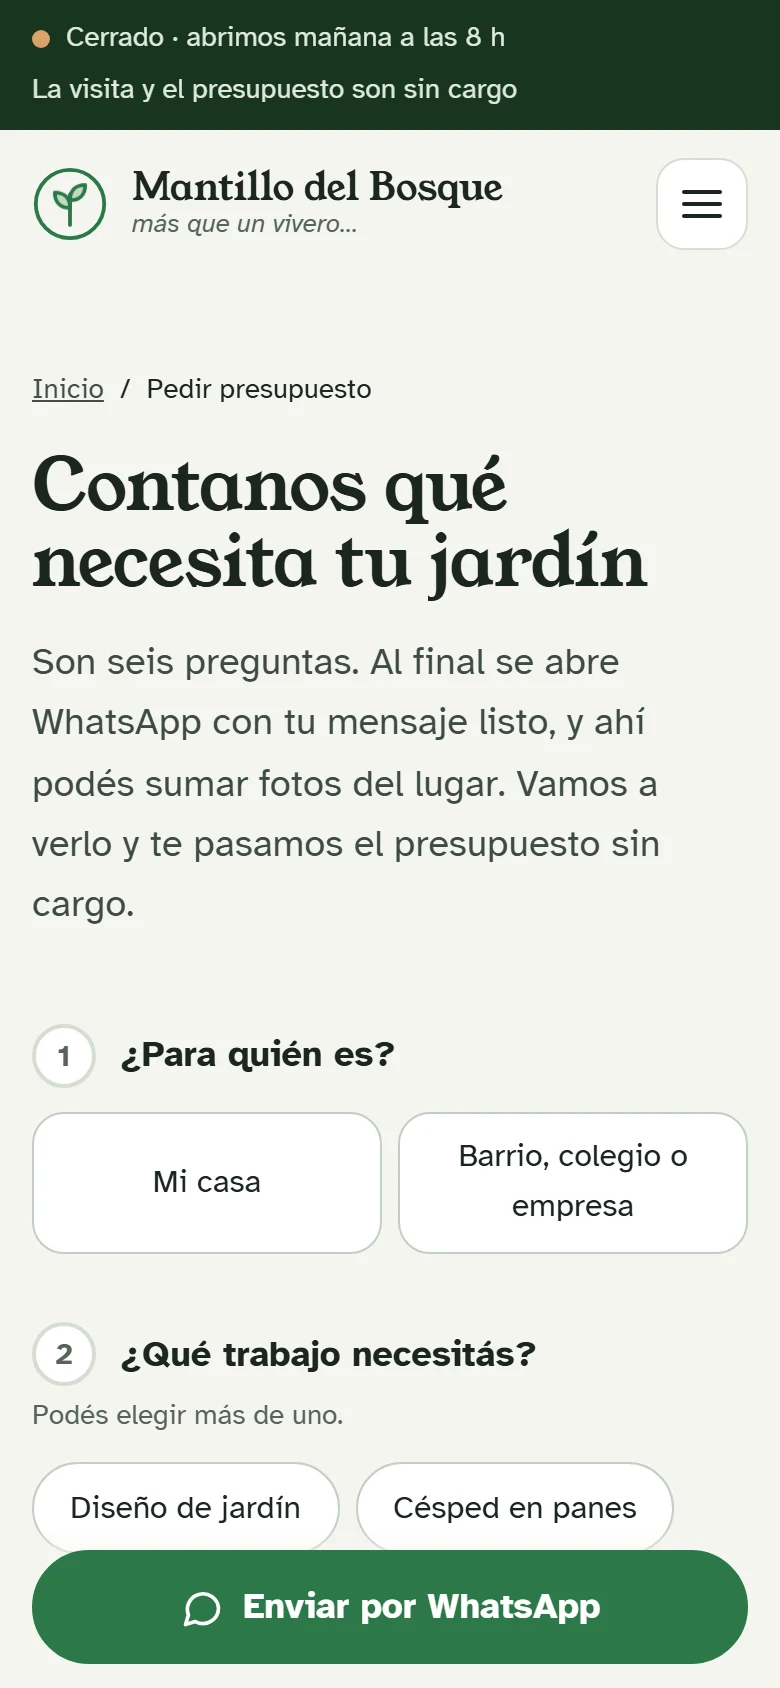 Cerrado · abrimos mañana a las 8 h
La visita y el presupuesto son sin cargo
Mantillo del Bosque
más que un vivero...
Inicio / Pedir presupuesto
Contanos qué
necesita tu jardín
Son seis preguntas. Al final se abre
WhatsApp con tu mensaje listo, y ahí
podés sumar fotos del lugar. Vamos a
verlo y te pasamos el presupuesto sin
cargo.
1 ¿Para quién es?
Mi casa
Barrio, colegio o
empresa
2 ¿Qué trabajo necesitás?
Podés elegir más de uno.
Diseño de jardín
Césped en panes
Enviar por WhatsApp